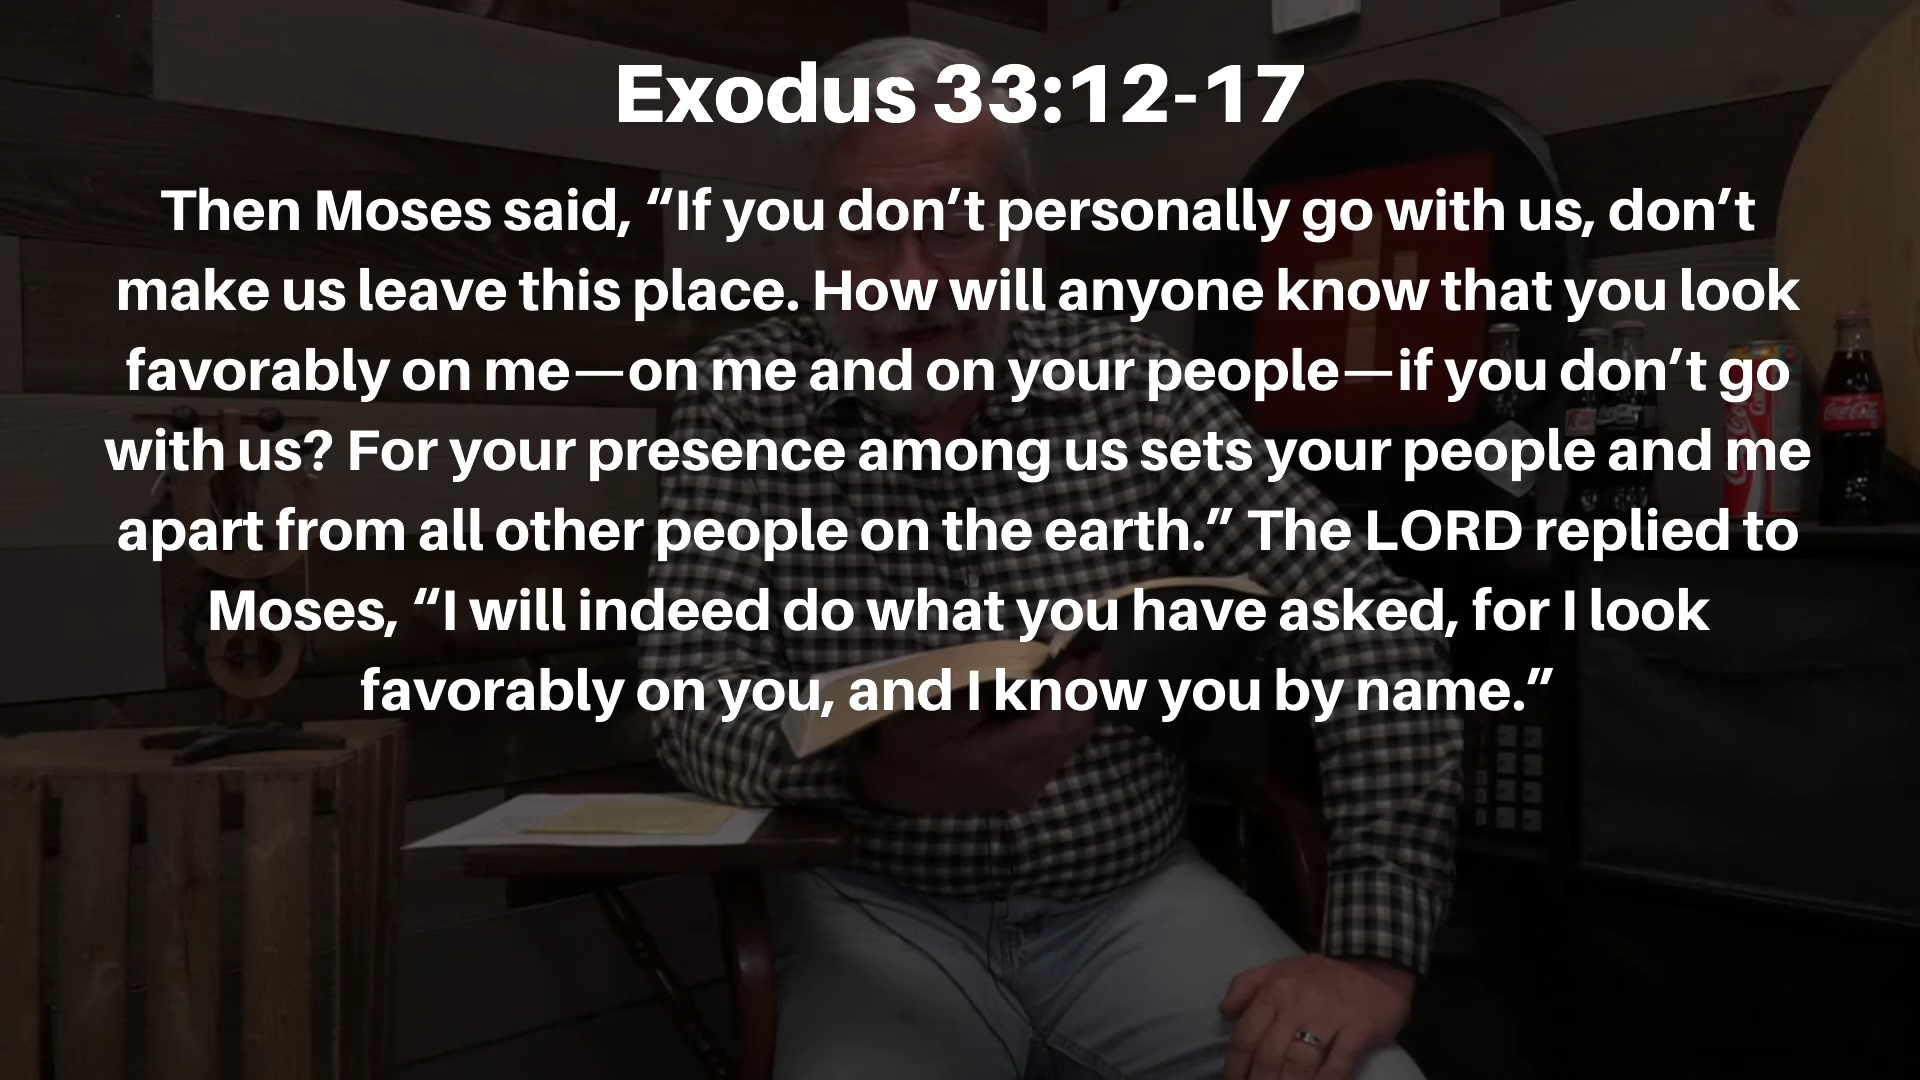 Exodus 33:12-17
Then Moses said, “If you don’t personally go with us, don’t
make us leave this place. How will anyone know that you look
favorably on me—on me and on your people—if you don’t go
with us? For your presence among us sets your people and me
apart from all other people on the earth.” The LORD replied to
Moses, “I will indeed do what you have asked, for I look
favorably on you, and I know you by name.”
Coca-Cola